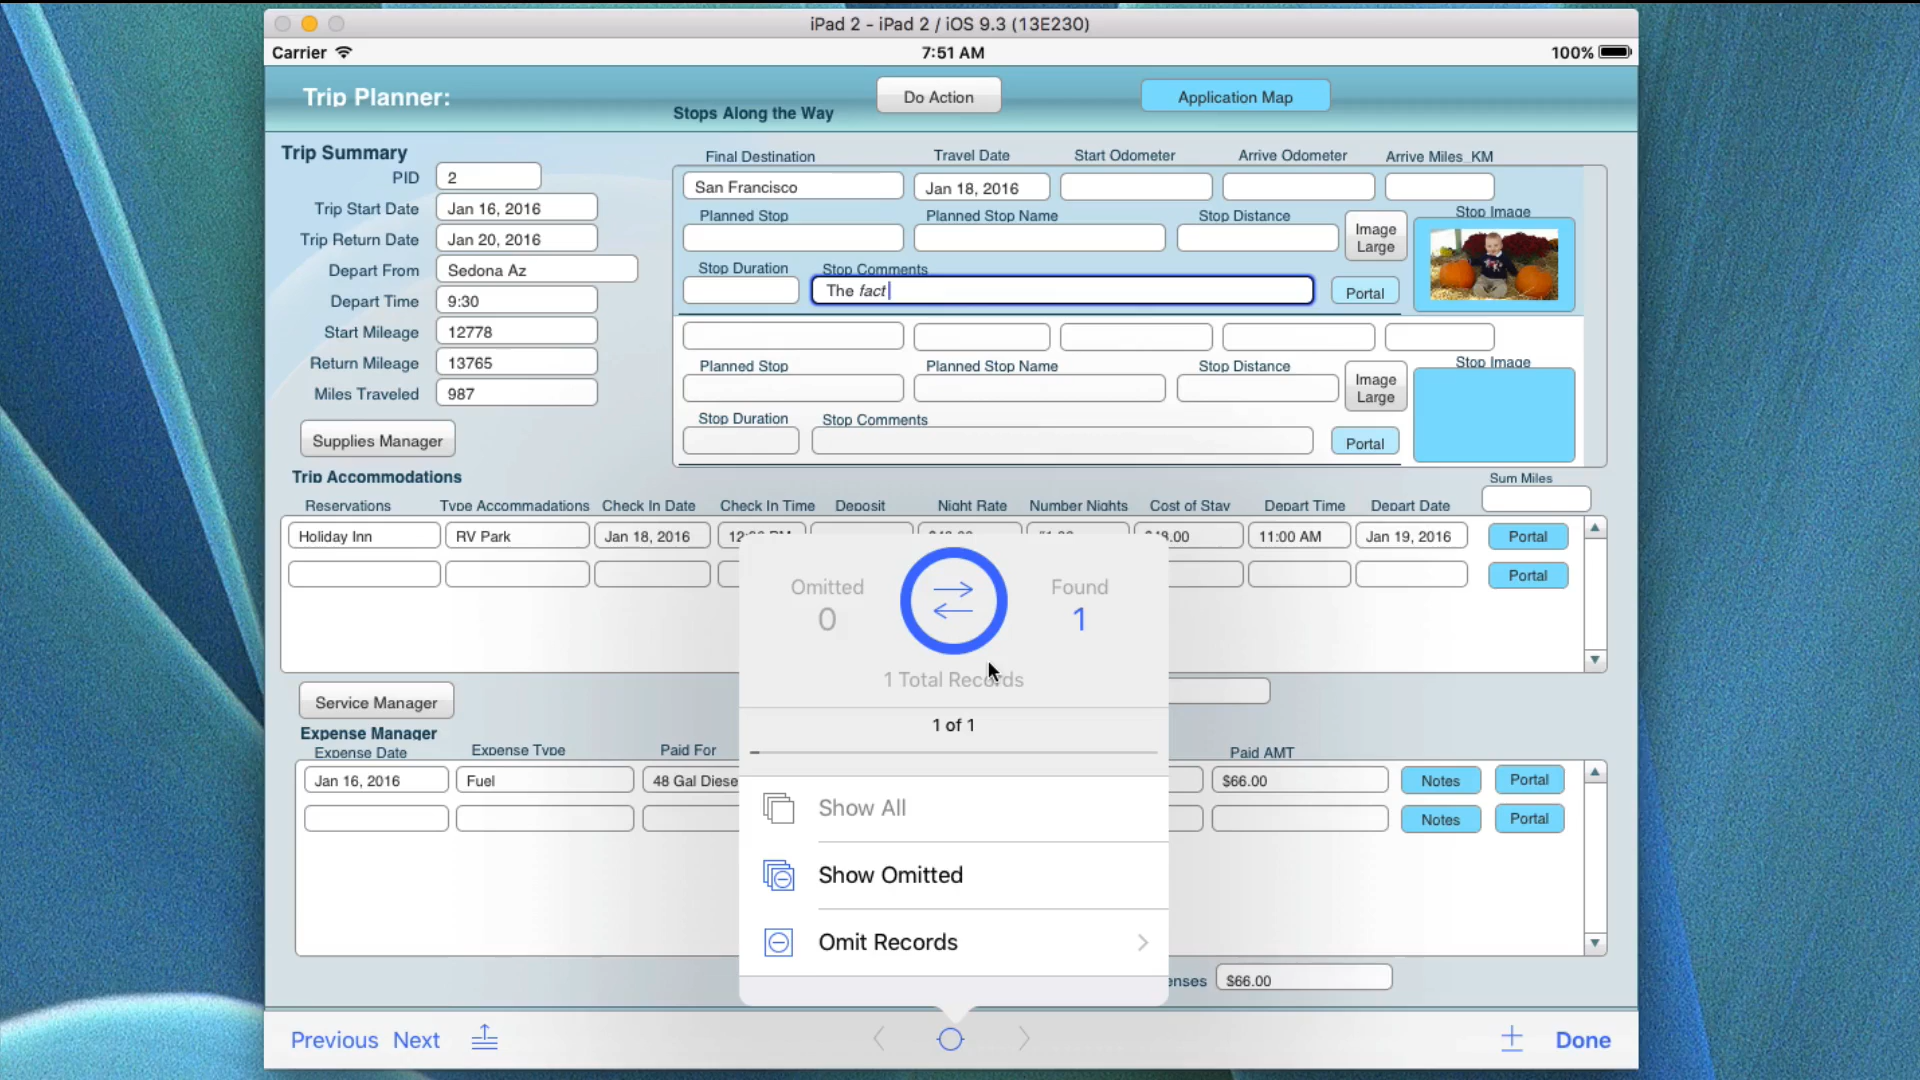 iPad 2 - iPad 2 / iOS 9.3 (13E230)
Carrier 7:51 AM 100%
Trip Planner:
Do Action
Application Map
Stops Along the Way
Trip Summary
PID 2
Trip Start Date Jan 16, 2016
Trip Return Date Jan 20, 2016
Depart From Sedona Az
Depart Time 9:30
Start Mileage 12778
Return Mileage 13765
Miles Traveled 987
Supplies Manager
Final Destination Travel Date Start Odometer Arrive Odometer Arrive Miles_KM
San Francisco Jan 18, 2016
Planned Stop Planned Stop Name Stop Distance Image Large Stop Image
Stop Duration Stop Comments
The fact Portal
Planned Stop Planned Stop Name Stop Distance Image Large Stop Image
Stop Duration Stop Comments
Portal
Trip Accommodations
Sum Miles
Reservations Type Accommadations Check In Date Check In Time Deposit Night Rate Number Nights Cost of Stay Depart Time Depart Date
Holiday Inn RV Park Jan 18, 2016 11:00 AM Jan 19, 2016 Portal
Portal
Omitted Found
0 1
1 Total Records
1 of 1
Show All
Show Omitted
Omit Records
Service Manager
Expense Manager
Expense Date Expense Type Paid For Paid AMT
Jan 16, 2016 Fuel 48 Gal Diese $66.00 Notes Portal
Notes Portal
enses $66.00
Previous Next Done